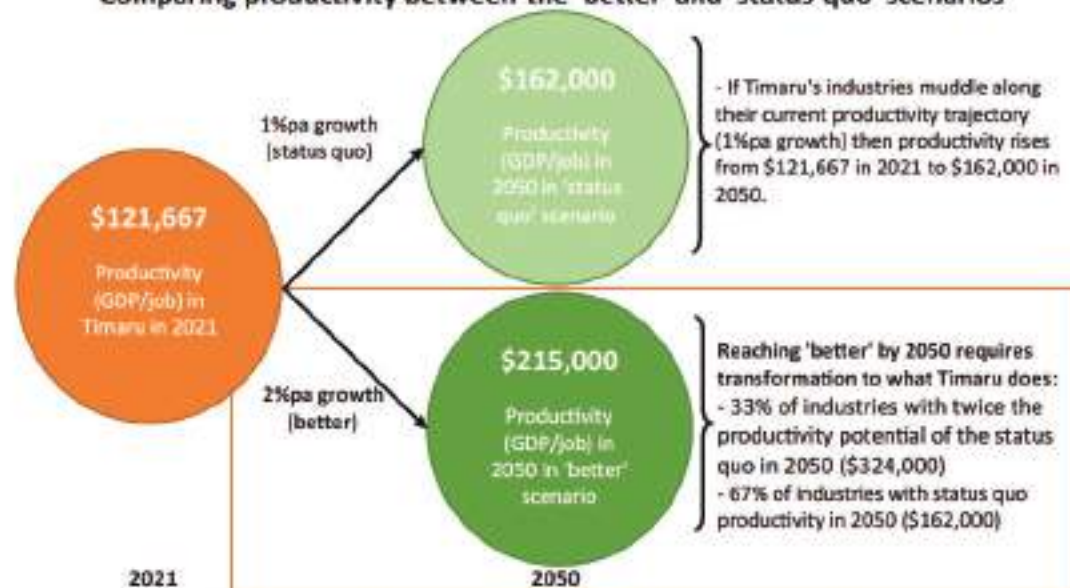 Comparing productivity between the 'better' and 'status quo' scenarios
$162,000
Productivity
(GDP/job) in
2050 in 'status
quo' scenario
1%pa growth
(status quo)
- If Timaru's industries muddle along
their current productivity trajectory
(1%pa growth) then productivity rises
from $121,667 in 2021 to $162,000 in
2050.
$121,667
Productivity
(GDP/job) in
Timaru in 2021
2%pa growth
(better)
$215,000
Productivity
(GDP/job) in
2050 in 'better'
scenario
Reaching 'better' by 2050 requires
transformation to what Timaru does:
- 33% of industries with twice the
productivity potential of the status
quo in 2050 ($324,000)
- 67% of industries with status quo
productivity in 2050 ($162,000)
2021
2050